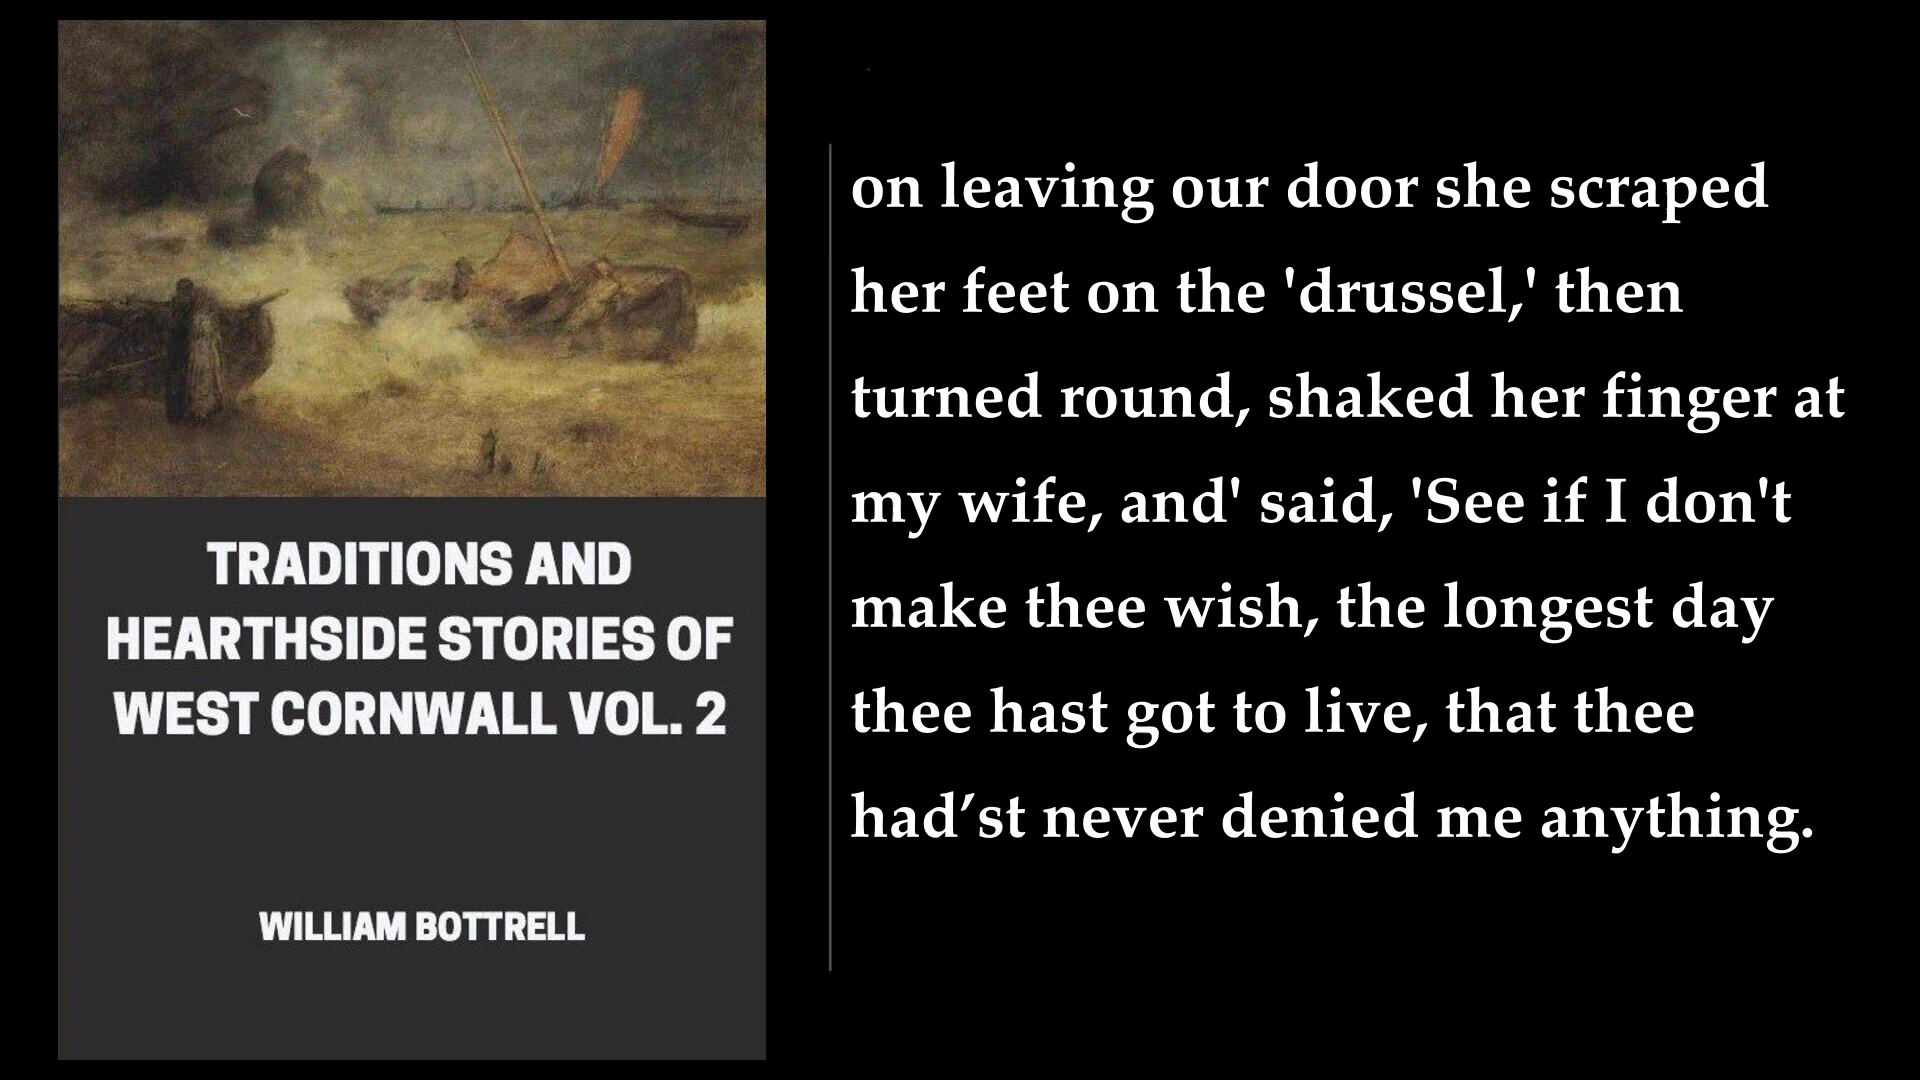 TRADITIONS AND
HEARTHSIDE STORIES OF
WEST CORNWALL VOL. 2
WILLIAM BOTTRELL
on leaving our door she scraped
her feet on the 'drussel,' then
turned round, shaked her finger at
my wife, and' said, 'See if I don't
make thee wish, the longest day
thee hast got to live, that thee
had’st never denied me anything.